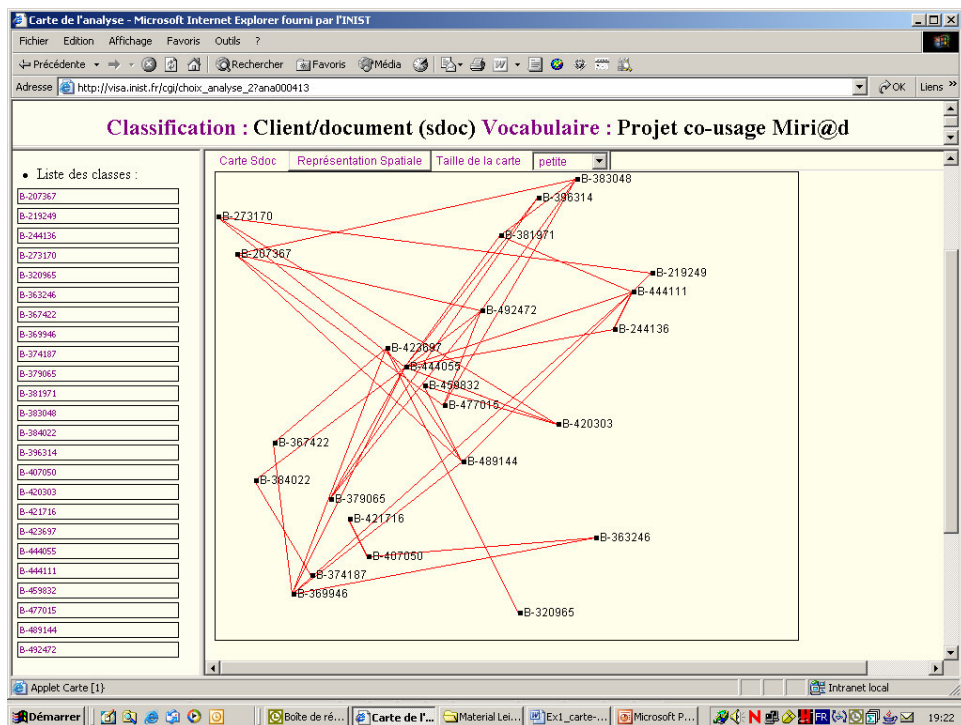 Carte de l'analyse - Microsoft Internet Explorer fourni par l'INIST
Fichier Edition Affichage Favoris Outils ?
Précédente Rechercher Favoris Média
Adresse http://visa.inist.fr/cgi/choix_analyse_2?ana000413 OK Liens »
Classification : Client/document (sdoc) Vocabulaire : Projet co-usage Miri@d
Carte Sdoc Représentation Spatiale Taille de la carte petite
• Liste des classes :
B-207367
B-219249
B-244136
B-273170
B-320965
B-363246
B-367422
B-369946
B-374187
B-379065
B-381971
B-383048
B-384022
B-396314
B-407050
B-420303
B-421716
B-423697
B-444055
B-444111
B-459832
B-477015
B-489144
B-492472
B-383048
B-396314
B-273170
B-381971
B-207367
B-219249
B-444111
B-492472
B-244136
B-423697
B-444055
B-459832
B-477015
B-420303
B-367422
B-489144
B-384022
B-379065
B-421716
B-363246
B-407050
B-374187
B-369946
B-320965
Applet Carte [1] Intranet local
Démarrer Boîte de ré... Carte de l'... Material Lei... Ex1_carte-... Microsoft P... FR 19:22